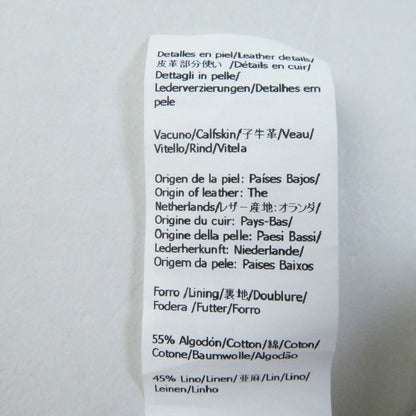 Detalles en piel/Leather details/
皮革部分使い /Détails en cuir/
Dettagli in pelle/
Lederverzierungen/Detalhes em
pele
Vacuno/Calfskin/子牛革/Veau/
Vitello/Rind/Vitela
Origen de la piel: Países Bajos/
Origin of leather: The
Netherlands/レザー産地: オランダ/
Origine du cuir: Pays-Bas/
Origine della pelle: Paesi Bassi/
Lederherkunft: Niederlande/
Origem da pele: Paises Baixos
Forro /Lining/裏地/Doublure/
Fodera /Futter/Forro
55% Algodón/Cotton/綿/Coton/
Cotone/Baumwolle/Algodão
45% Lino/Linen/亜麻/Lin/Lino/
Leinen/Linho